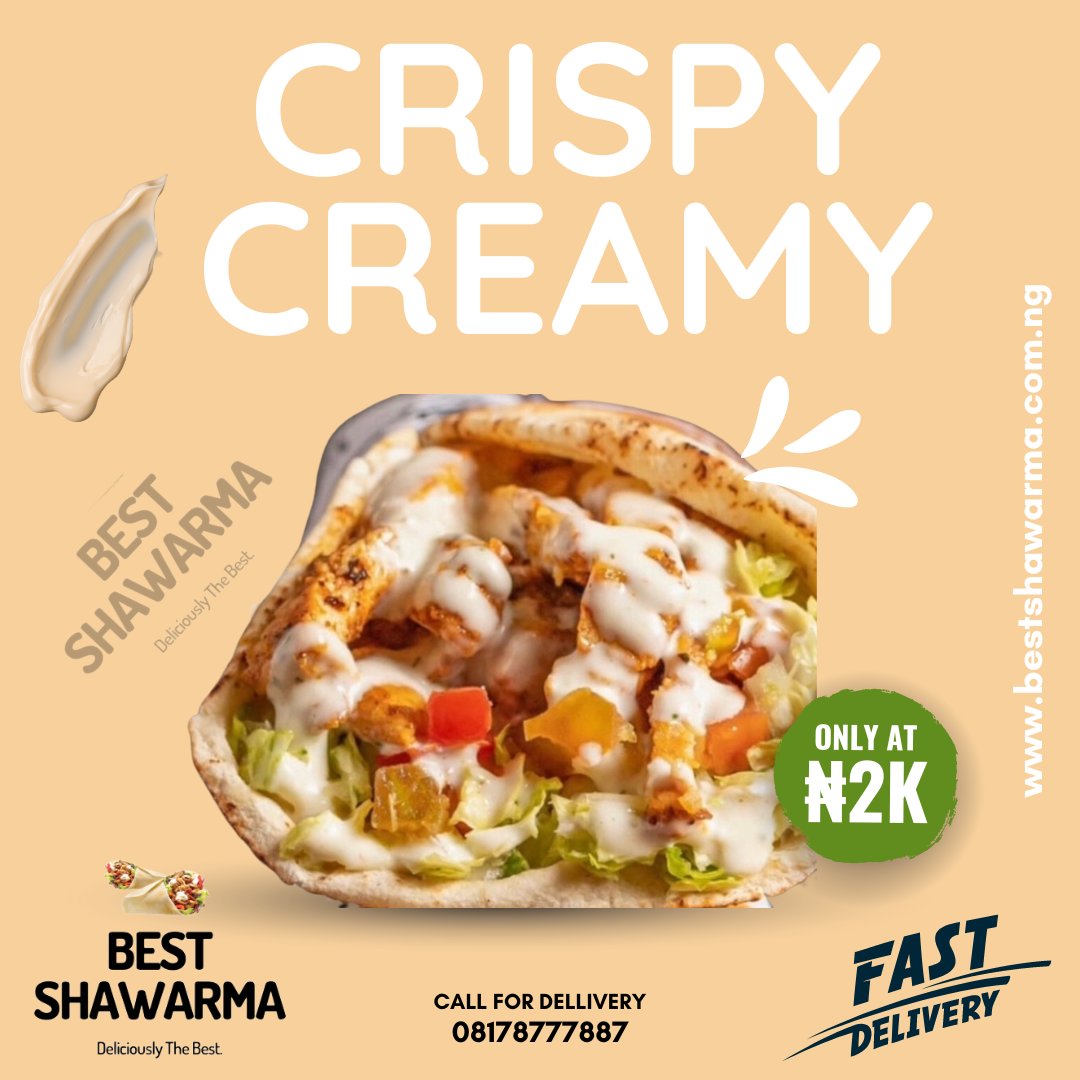 CRISPY
CREAMY
www.bestshawarma.com.ng
BEST
SHAWARMA
Deliciously The Best.
ONLY AT
₦2K
BEST
SHAWARMA
Deliciously The Best.
CALL FOR DELLIVERY
08178777887
FAST
DELIVERY